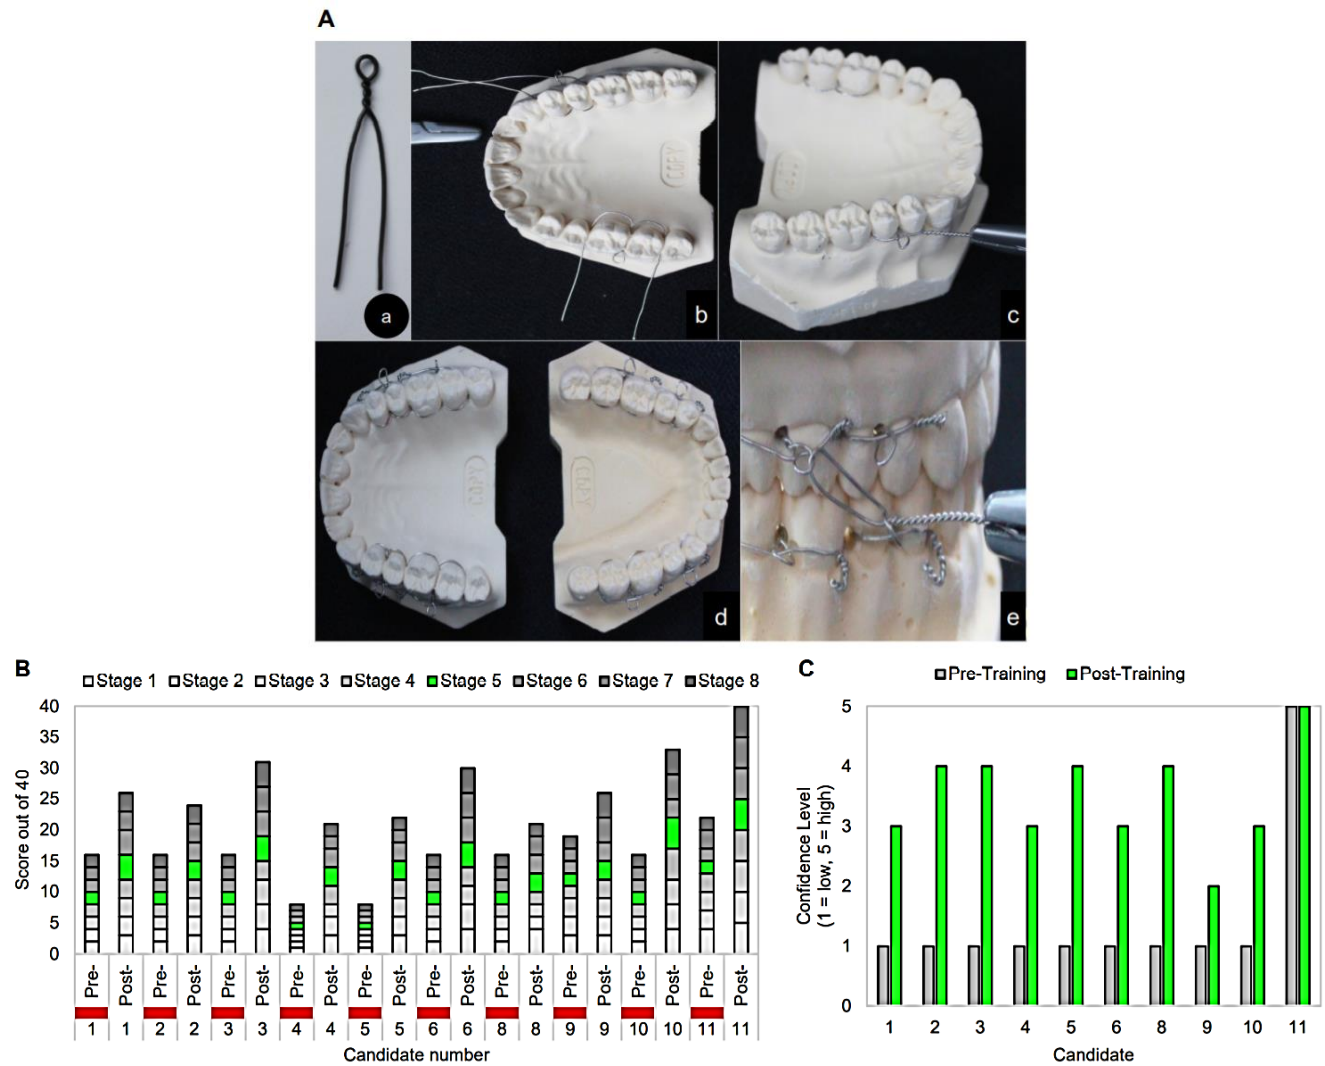 A
a
b
c
d
e
COPY
COPY
COPY
B
Stage 1 Stage 2 Stage 3 Stage 4 Stage 5 Stage 6 Stage 7 Stage 8
Score out of 40
40
35
30
25
20
15
10
5
0
Pre- Post- Pre- Post- Pre- Post- Pre- Post- Pre- Post- Pre- Post- Pre- Post- Pre- Post- Pre- Post- Pre- Post-
1 1 2 2 3 3 4 4 5 5 6 6 8 8 9 9 10 10 11 11
Candidate number
C
Pre-Training Post-Training
Confidence Level
(1 = low, 5 = high)
5
4
3
2
1
0
1 2 3 4 5 6 8 9 10 11
Candidate